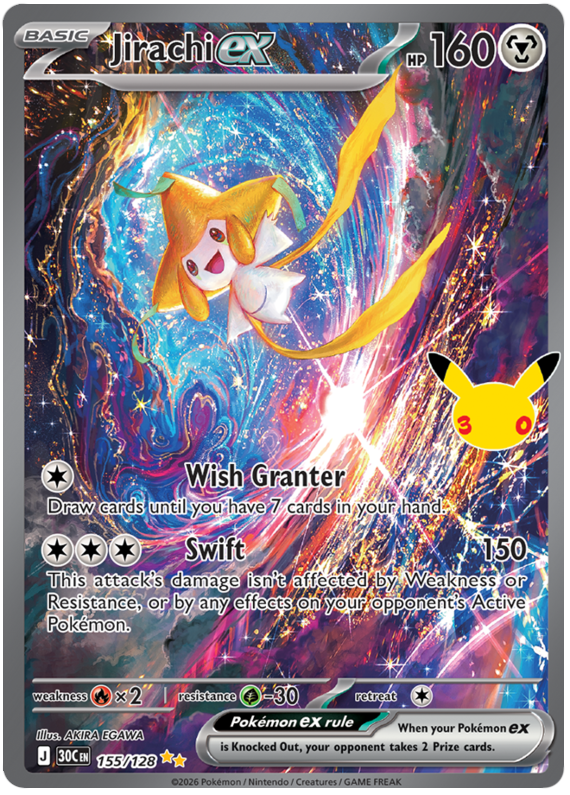 BASIC
Jirachi ex
HP 160
30
Wish Granter
Draw cards until you have 7 cards in your hand.
Swift 150
This attack's damage isn't affected by Weakness or
Resistance, or by any effects on your opponent's Active
Pokémon.
weakness ×2 resistance -30 retreat
Illus. AKIRA EGAWA
Pokémon ex rule
When your Pokémon ex
is Knocked Out, your opponent takes 2 Prize cards.
J 30C EN 155/128
©2026 Pokémon / Nintendo / Creatures / GAME FREAK